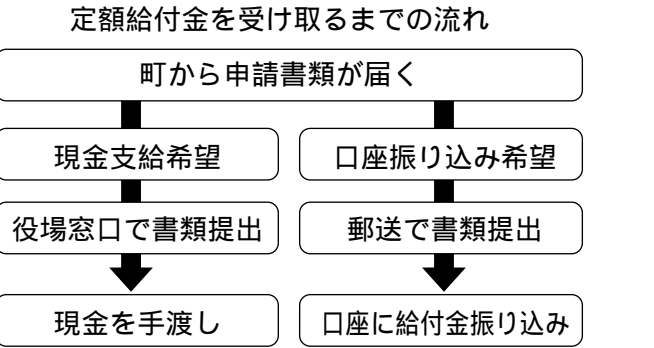 定額給付金を受け取るまでの流れ
町から申請書類が届く
現金支給希望
口座振り込み希望
役場窓口で書類提出
郵送で書類提出
現金を手渡し
口座に給付金振り込み